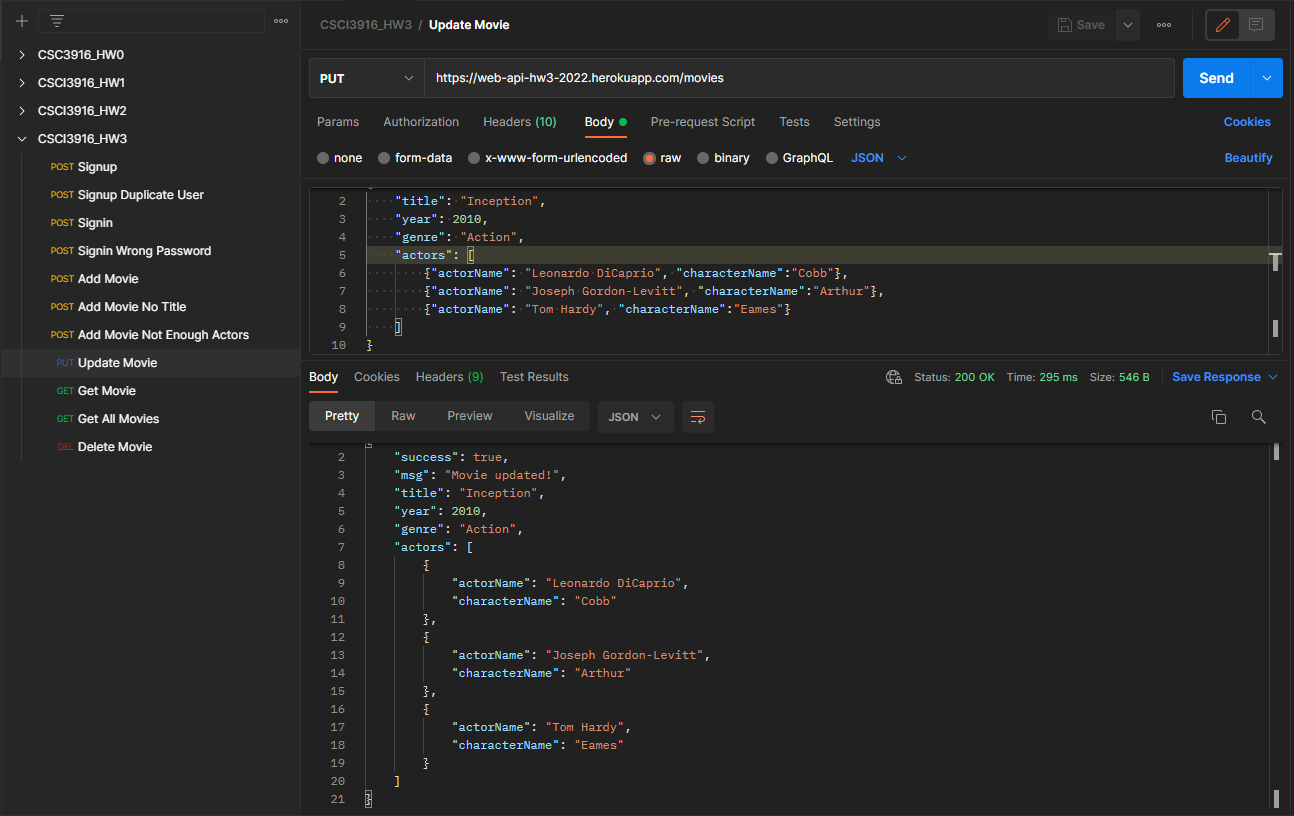 CSC3916_HW0
CSCI3916_HW1
CSCI3916_HW2
CSCI3916_HW3
POST Signup
POST Signup Duplicate User
POST Signin
POST Signin Wrong Password
POST Add Movie
POST Add Movie No Title
POST Add Movie Not Enough Actors
PUT Update Movie
GET Get Movie
GET Get All Movies
DEL Delete Movie
CSCI3916_HW3 / Update Movie
Save
PUT https://web-api-hw3-2022.herokuapp.com/movies Send
Params Authorization Headers (10) Body Pre-request Script Tests Settings Cookies
none form-data x-www-form-urlencoded raw binary GraphQL JSON Beautify
2 "title": "Inception",
3 "year": 2010,
4 "genre": "Action",
5 "actors": [
6 {"actorName": "Leonardo DiCaprio", "characterName":"Cobb"},
7 {"actorName": "Joseph Gordon-Levitt", "characterName":"Arthur"},
8 {"actorName": "Tom Hardy", "characterName":"Eames"}
9 ]
10 }
Body Cookies Headers (9) Test Results Status: 200 OK Time: 295 ms Size: 546 B Save Response
Pretty Raw Preview Visualize JSON
2 "success": true,
3 "msg": "Movie updated!",
4 "title": "Inception",
5 "year": 2010,
6 "genre": "Action",
7 "actors": [
8 {
9 "actorName": "Leonardo DiCaprio",
10 "characterName": "Cobb"
11 },
12 {
13 "actorName": "Joseph Gordon-Levitt",
14 "characterName": "Arthur"
15 },
16 {
17 "actorName": "Tom Hardy",
18 "characterName": "Eames"
19 }
20 ]
21 }